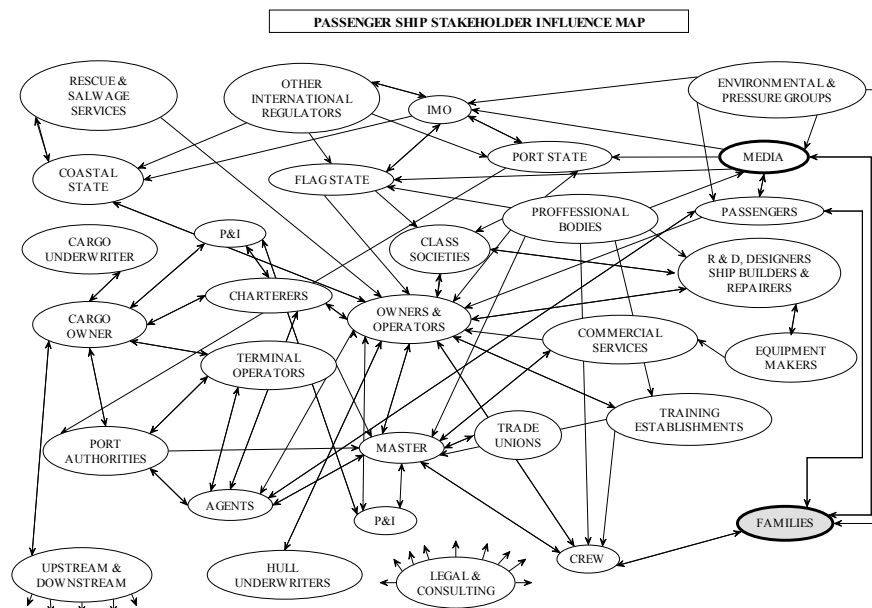 PASSENGER SHIP STAKEHOLDER INFLUENCE MAP
RESCUE &
SALWAGE
SERVICES
OTHER
INTERNATIONAL
REGULATORS
IMO
ENVIRONMENTAL &
PRESSURE GROUPS
COASTAL
STATE
FLAG STATE
PORT STATE
MEDIA
P&I
CLASS
SOCIETIES
PROFFESSIONAL
BODIES
PASSENGERS
CARGO
UNDERWRITER
R & D, DESIGNERS
SHIP BUILDERS &
REPAIRERS
CHARTERERS
CARGO
OWNER
OWNERS &
OPERATORS
COMMERCIAL
SERVICES
TERMINAL
OPERATORS
EQUIPMENT
MAKERS
PORT
AUTHORITIES
MASTER
TRADE
UNIONS
TRAINING
ESTABLISHMENTS
AGENTS
P&I
FAMILIES
UPSTREAM &
DOWNSTREAM
HULL
UNDERWRITERS
LEGAL &
CONSULTING
CREW